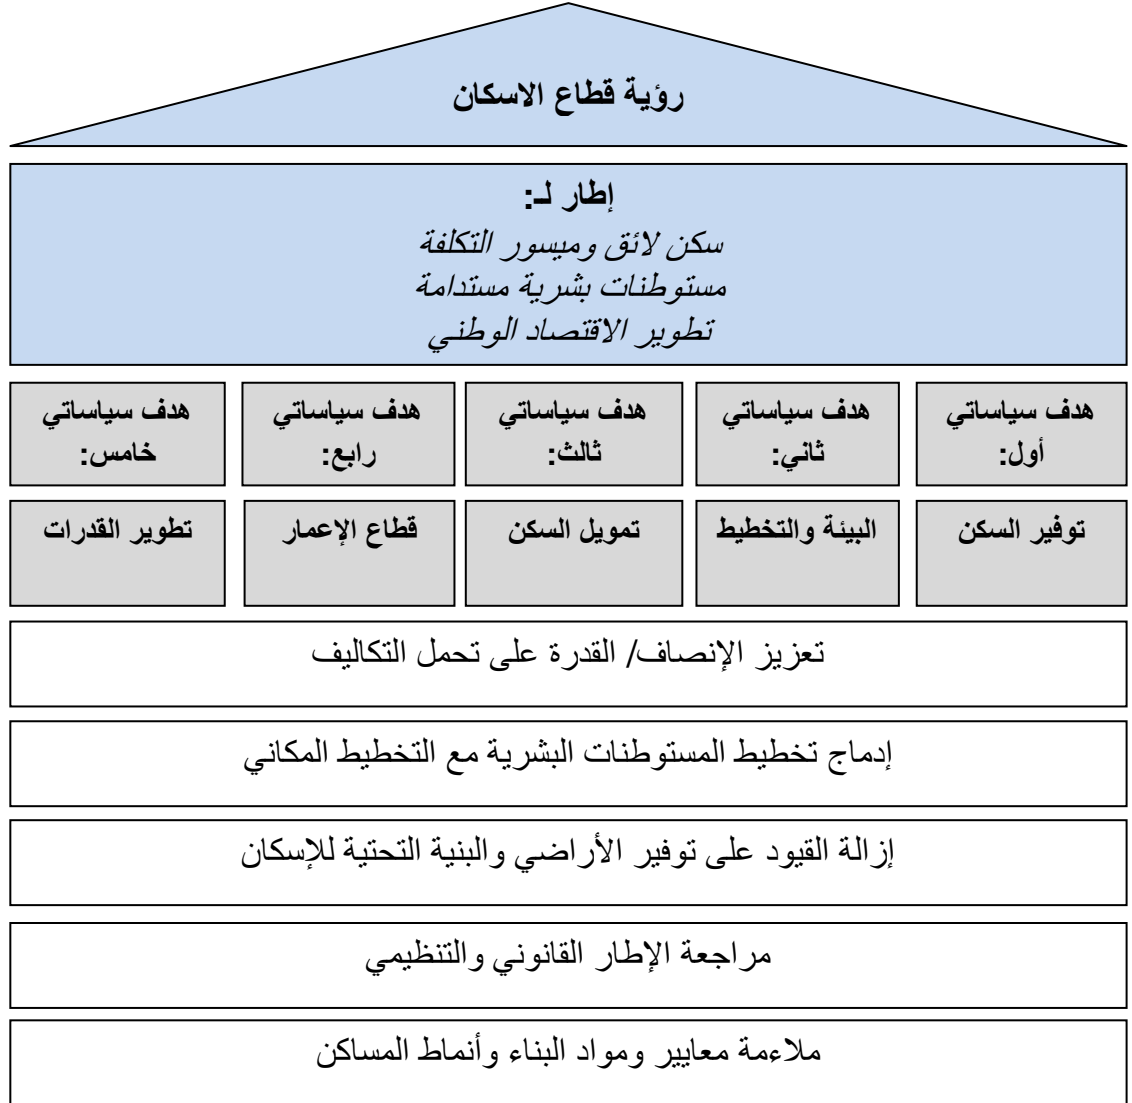 رؤية قطاع الاسكان
إطار لـ:
سكن لائق وميسور التكلفة
مستوطنات بشرية مستدامة
تطوير الاقتصاد الوطني
هدف سياساتي
أول:
هدف سياساتي
ثاني:
هدف سياساتي
ثالث:
هدف سياساتي
رابع:
هدف سياساتي
خامس:
توفير السكن
البيئة والتخطيط
تمويل السكن
قطاع الإعمار
تطوير القدرات
تعزيز الإنصاف/ القدرة على تحمل التكاليف
إدماج تخطيط المستوطنات البشرية مع التخطيط المكاني
إزالة القيود على توفير الأراضي والبنية التحتية للإسكان
مراجعة الإطار القانوني والتنظيمي
ملاءمة معايير ومواد البناء وأنماط المساكن